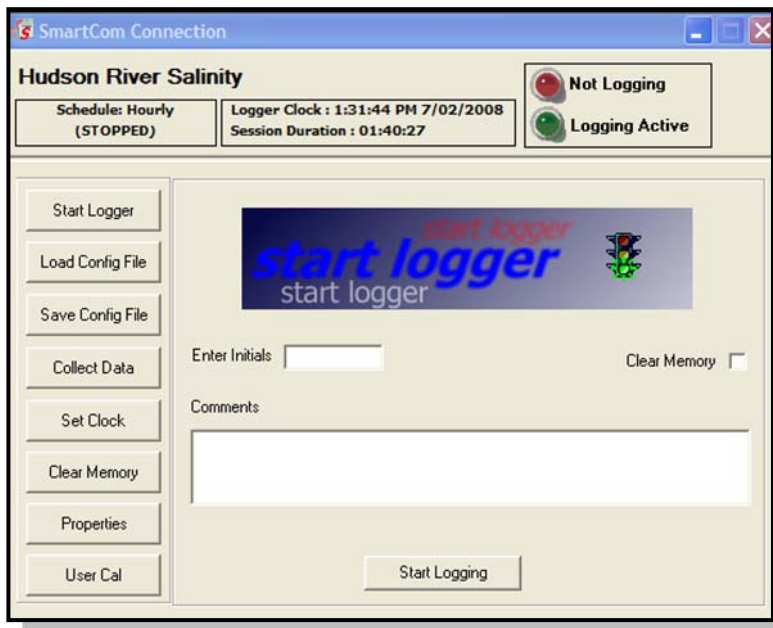 SmartCom Connection
Hudson River Salinity
Schedule: Hourly
(STOPPED)
Logger Clock : 1:31:44 PM 7/02/2008
Session Duration : 01:40:27
Not Logging
Logging Active
Start Logger
Load Config File
Save Config File
Collect Data
Set Clock
Clear Memory
Properties
User Cal
start logger
start logger
start logger
Enter Initials
Clear Memory
Comments
Start Logging